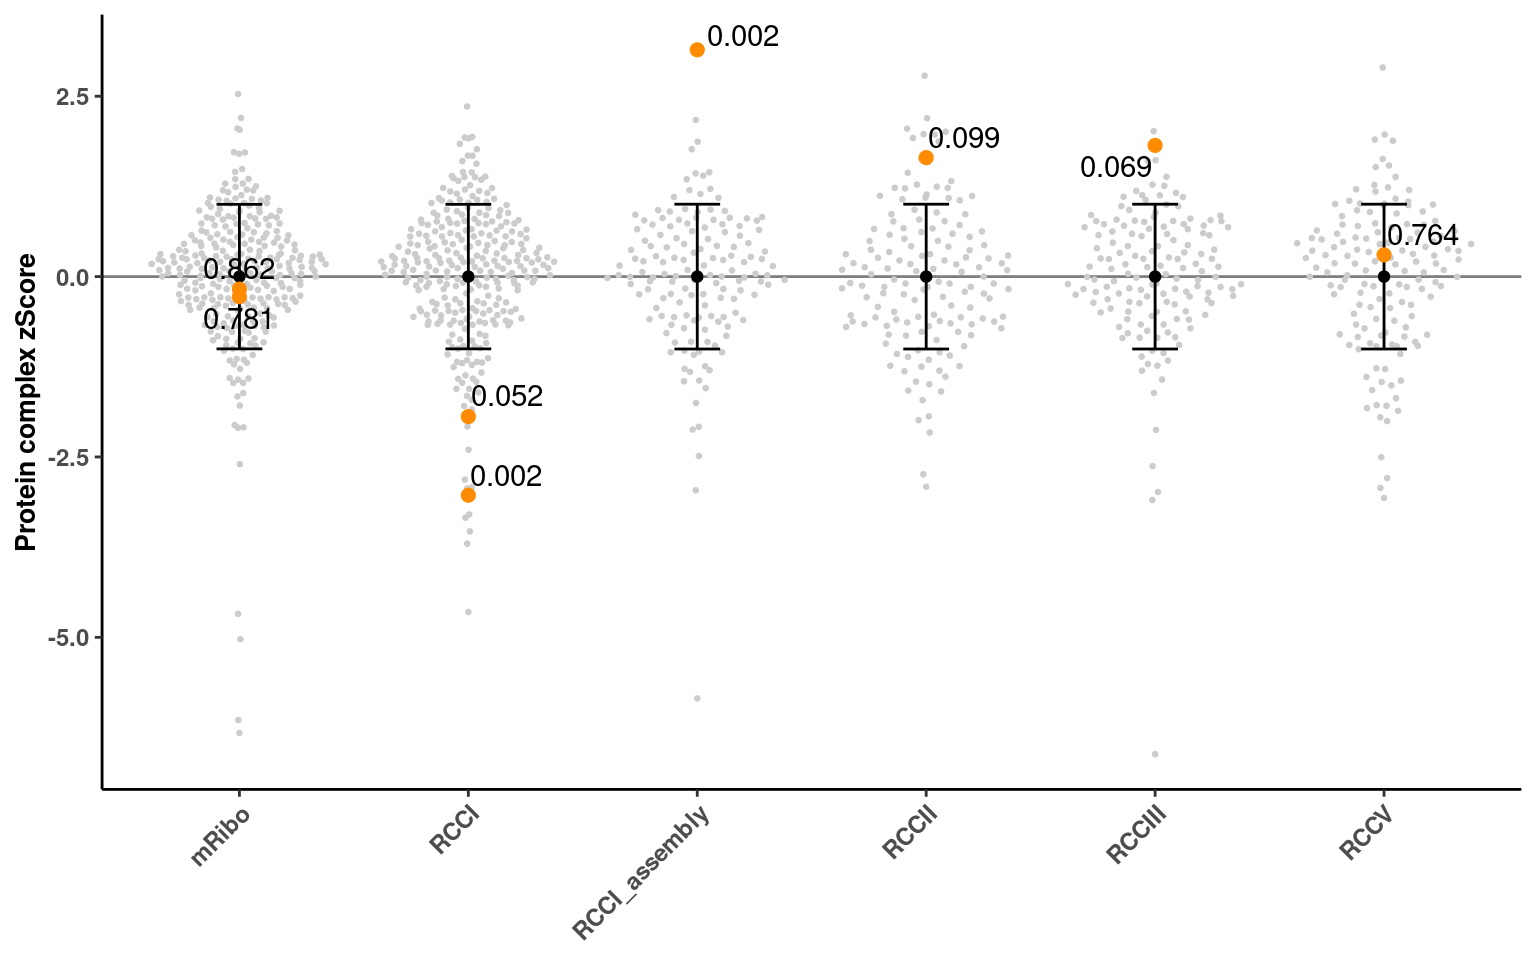 Protein complex zScore
2.5
0.0
-2.5
-5.0
0.862
0.781
0.052
0.002
0.002
0.099
0.069
0.764
mRibo
RCCI
RCCI_assembly
RCCII
RCCIII
RCCV